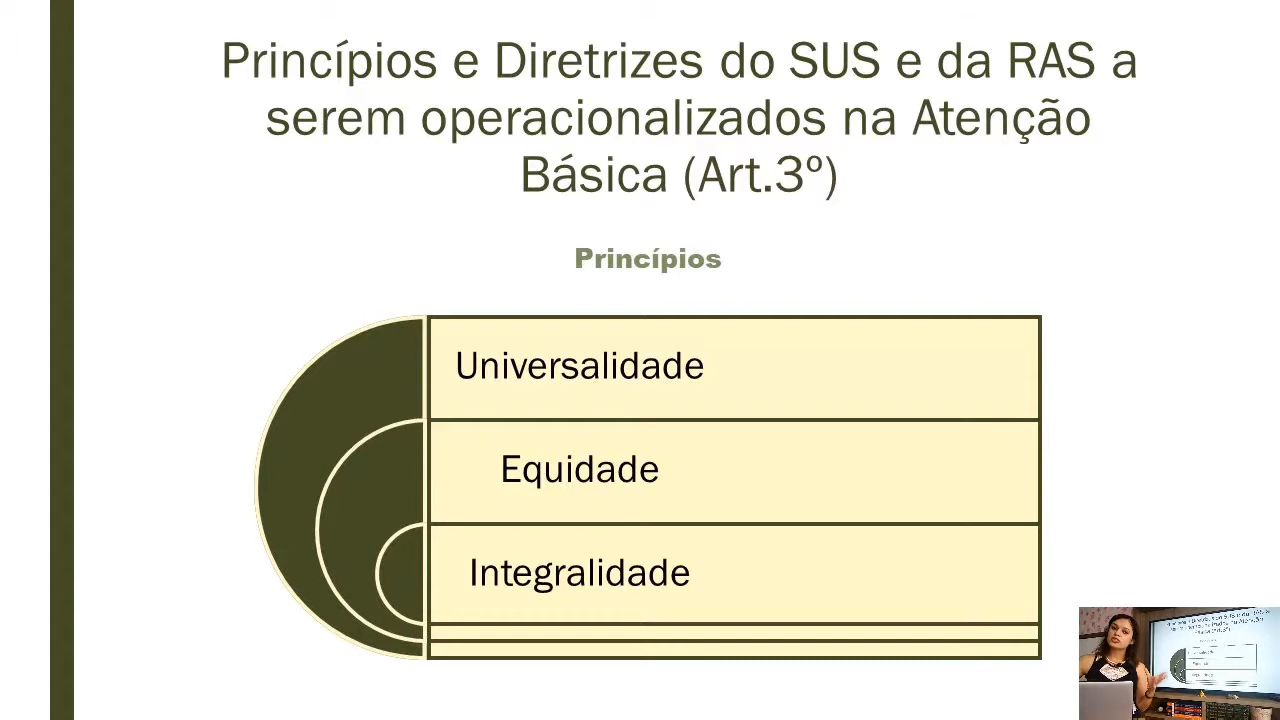 Princípios e Diretrizes do SUS e da RAS a
serem operacionalizados na Atenção
Básica (Art.3º)
Princípios
Universalidade
Equidade
Integralidade